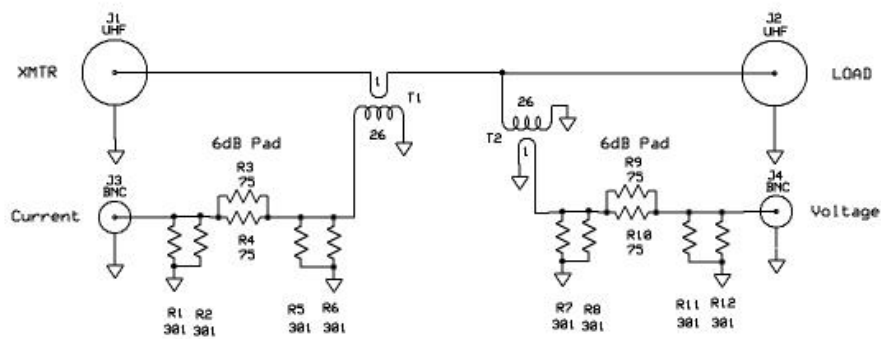 J1
UHF
J2
UHF
XMTR
LOAD
1
T1
26
26
T2
1
6dB Pad
6dB Pad
R3
75
R9
75
J3
BNC
J4
BNC
Current
Voltage
R4
75
R10
75
R1
301
R2
301
R5
301
R6
301
R7
301
R8
301
R11
301
R12
301